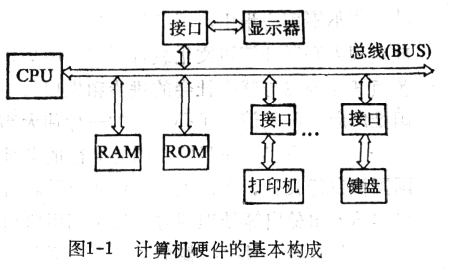 接口
显示器
总线(BUS)
CPU
接口
...
接口
RAM
ROM
打印机
键盘
图1-1 计算机硬件的基本构成